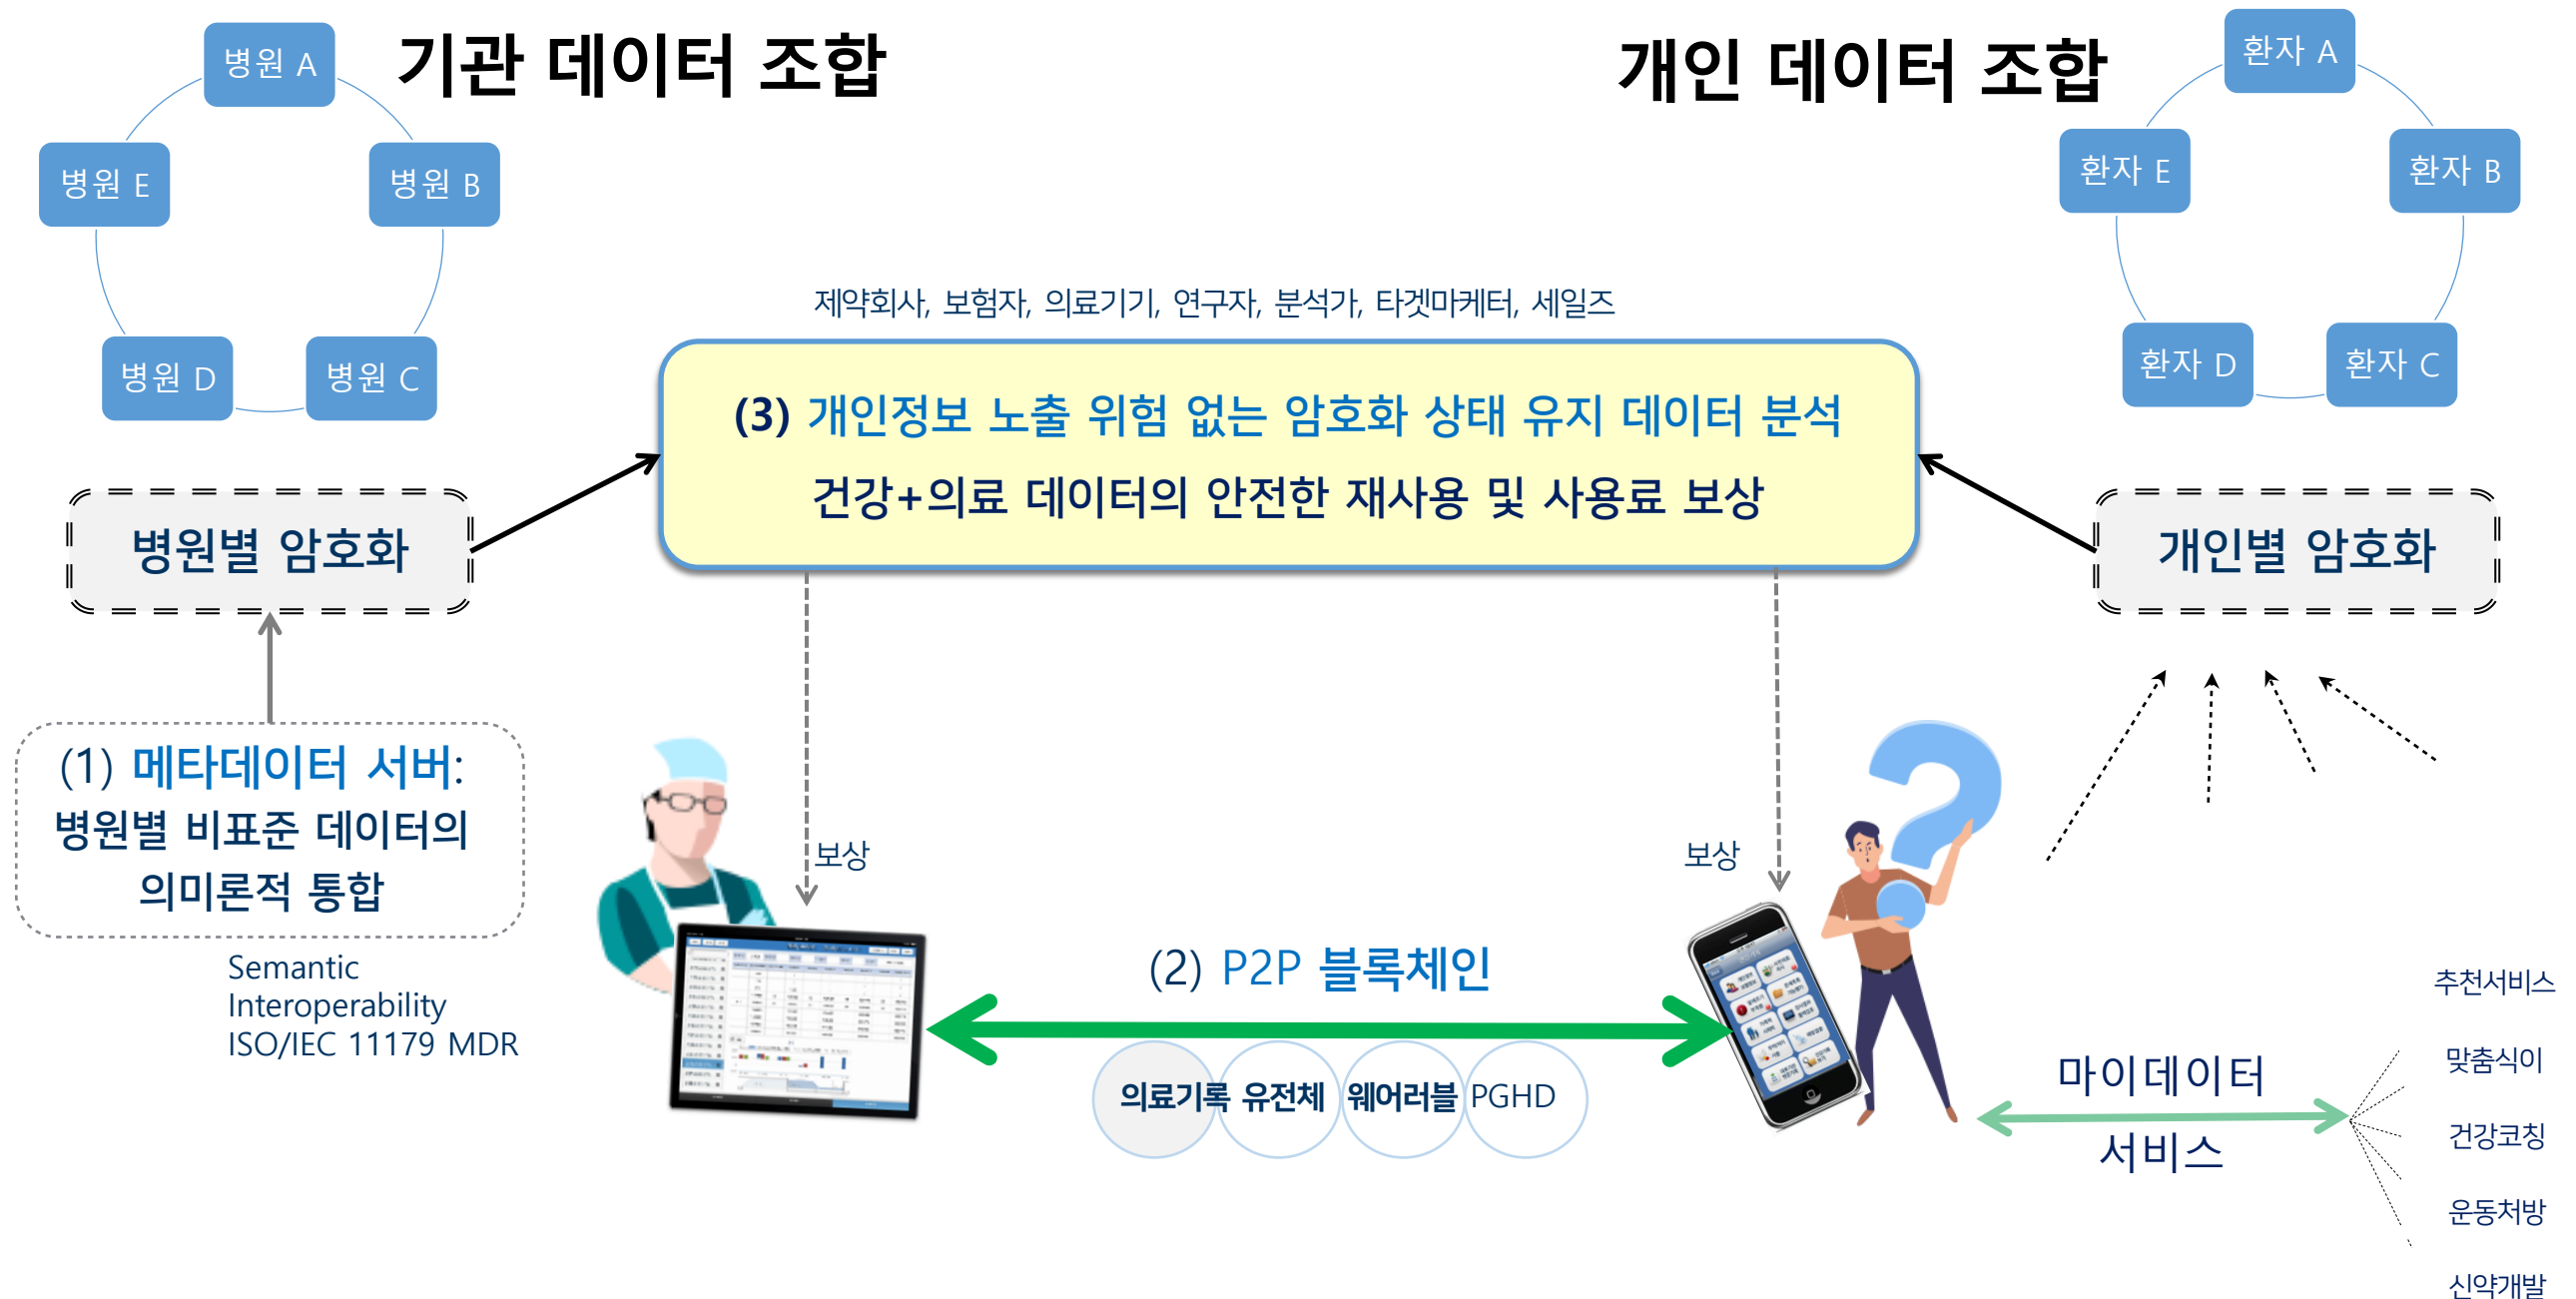 기관 데이터 조합
병원 A
병원 B
병원 C
병원 D
병원 E
개인 데이터 조합
환자 A
환자 B
환자 C
환자 D
환자 E
제약회사, 보험자, 의료기기, 연구자, 분석가, 타겟마케터, 세일즈
(3) 개인정보 노출 위험 없는 암호화 상태 유지 데이터 분석
건강+의료 데이터의 안전한 재사용 및 사용료 보상
병원별 암호화
개인별 암호화
(1) 메타데이터 서버:
병원별 비표준 데이터의
의미론적 통합
Semantic
Interoperability
ISO/IEC 11179 MDR
보상
보상
(2) P2P 블록체인
의료기록 유전체 웨어러블 PGHD
마이데이터
서비스
추천서비스
맞춤식이
건강코칭
운동처방
신약개발